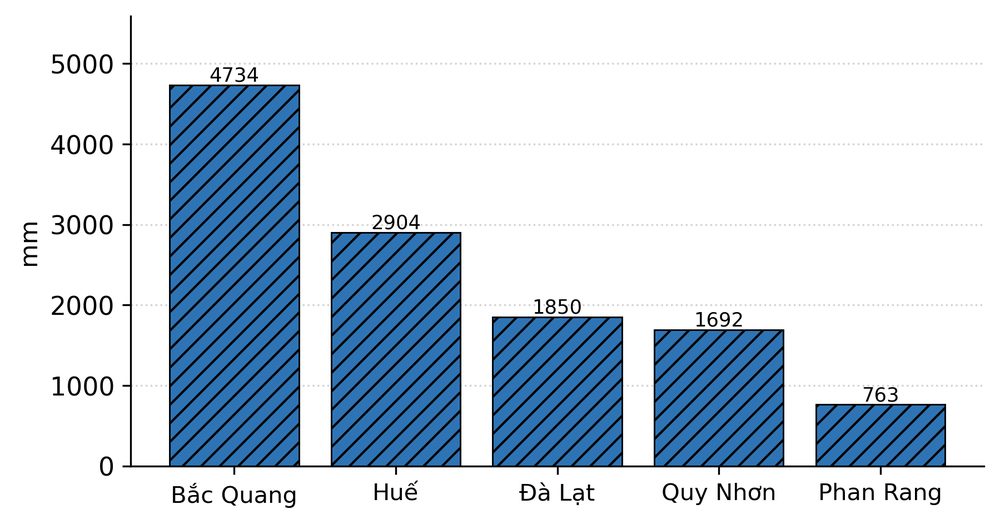 mm
5000
4000
3000
2000
1000
0
4734
2904
1850
1692
763
Bắc Quang
Huế
Đà Lạt
Quy Nhơn
Phan Rang